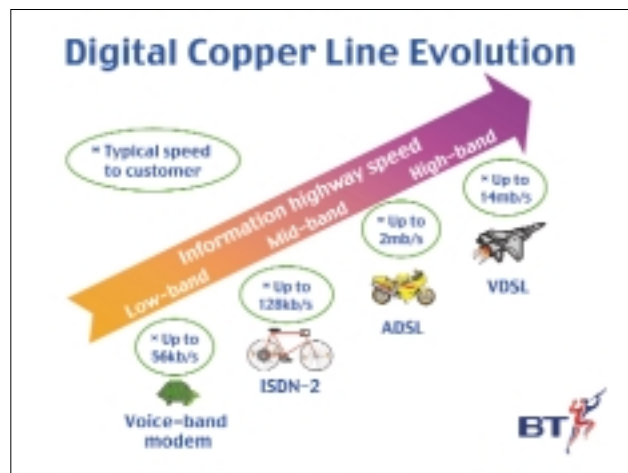 Digital Copper Line Evolution
* Typical speed
to customer
Information highway speed
Low-band
Mid-band
High-band
* Up to
56kb/s
Voice-band
modem
* Up to
128kb/s
ISDN-2
* Up to
2mb/s
ADSL
* Up to
14mb/s
VDSL
BT